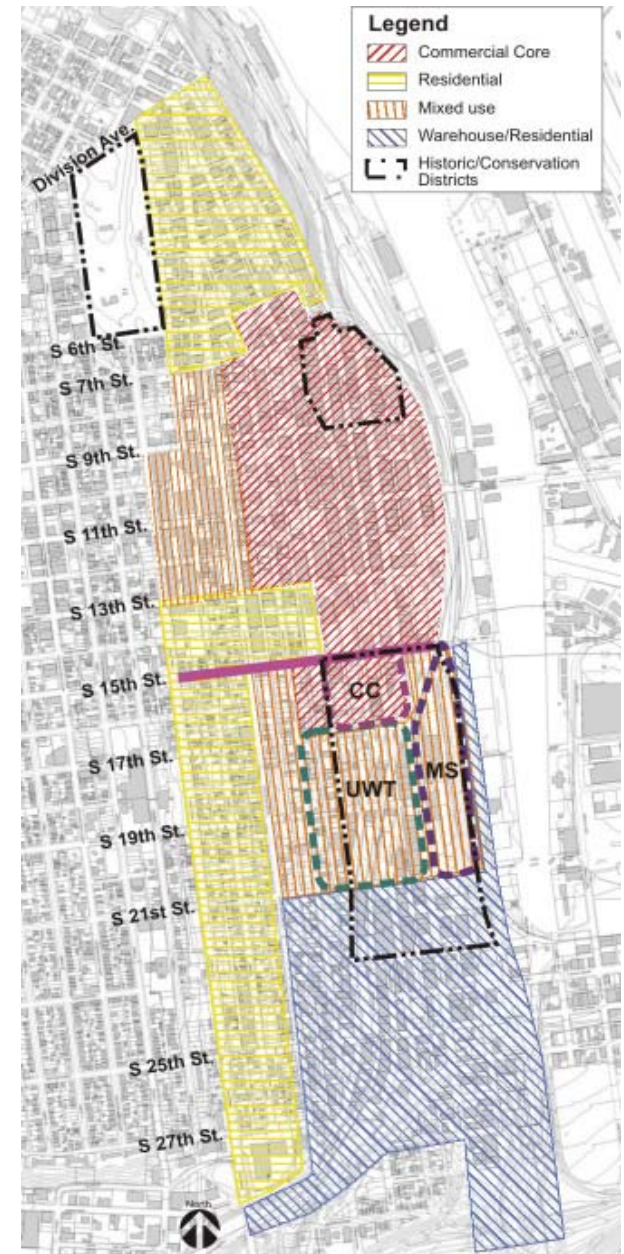 Legend
Commercial Core
Residential
Mixed use
Warehouse/Residential
Historic/Conservation
Districts
Division Ave.
S 6th St.
S 7th St.
S 9th St.
S 11th St.
S 13th St.
S 15th St.
CC
S 17th St.
MS
UWT
S 19th St.
S 21st St.
S 25th St.
S 27th St.
North